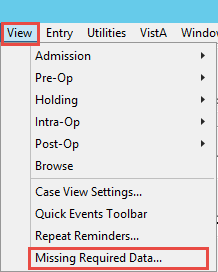 View Entry Utilities VistA Window
Admission
Pre-Op
Holding
Intra-Op
Post-Op
Browse
Case View Settings...
Quick Events Toolbar
Repeat Reminders...
Missing Required Data...